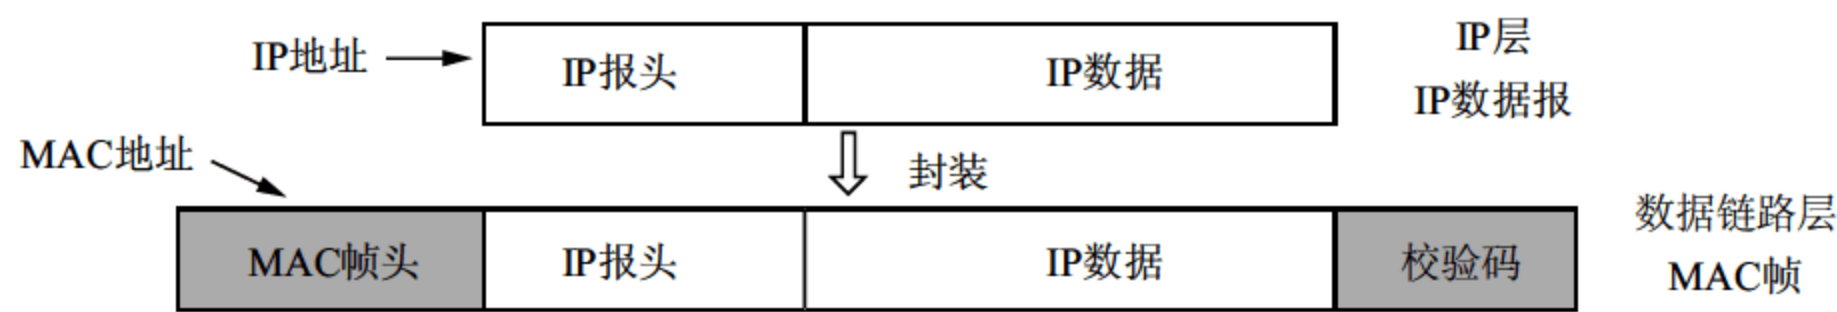 IP地址
IP报头
IP数据
IP层
IP数据报
MAC地址
封装
MAC帧头
IP报头
IP数据
校验码
数据链路层
MAC帧